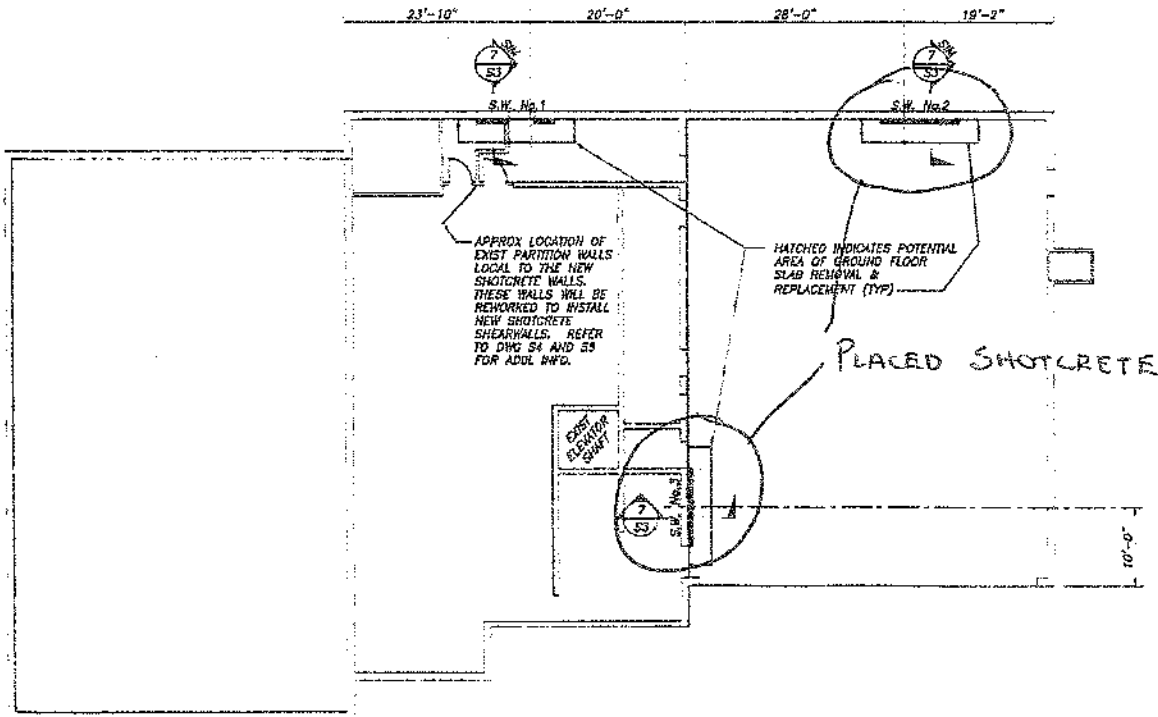 23'-10"
20'-0"
28'-0"
19'-2"
7
S3
SIM
7
S3
SIM
S.W. No.1
S.W. No.2
APPROX LOCATION OF
EXIST PARTITION WALLS
LOCAL TO THE NEW
SHOTCRETE WALLS.
THESE WALLS WILL BE
REWORKED TO INSTALL
NEW SHOTCRETE
SHEARWALLS. REFER
TO DWG S4 AND S5
FOR ADDL INFO.
HATCHED INDICATES POTENTIAL
AREA OF GROUND FLOOR
SLAB REMOVAL &
REPLACEMENT (TYP)
PLACED SHOTCRETE
EXIST
ELEVATOR
SHAFT
7
S3
S.W. No.3
10'-0"